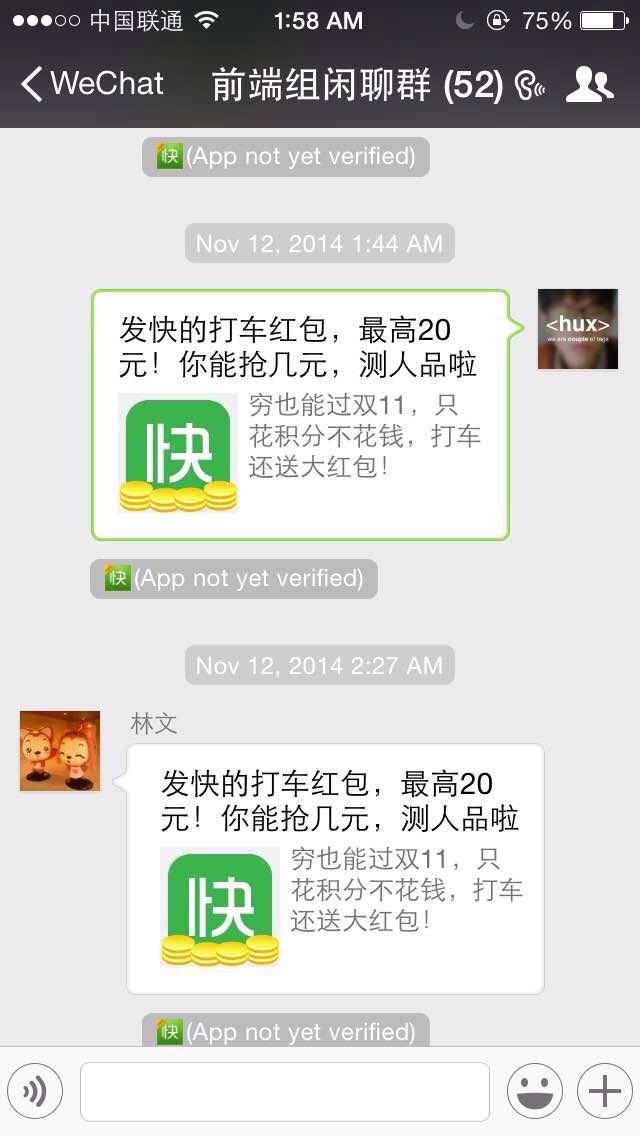 中国联通 1:58 AM 75%
WeChat 前端组闲聊群 (52)
快 (App not yet verified)
Nov 12, 2014 1:44 AM
发快的打车红包，最高20
元！你能抢几元，测人品啦
<hux>
we are couple of tags
穷也能过双11，只
花积分不花钱，打车
还送大红包！
快
快 (App not yet verified)
Nov 12, 2014 2:27 AM
林文
发快的打车红包，最高20
元！你能抢几元，测人品啦
穷也能过双11，只
花积分不花钱，打车
还送大红包！
快
快 (App not yet verified)